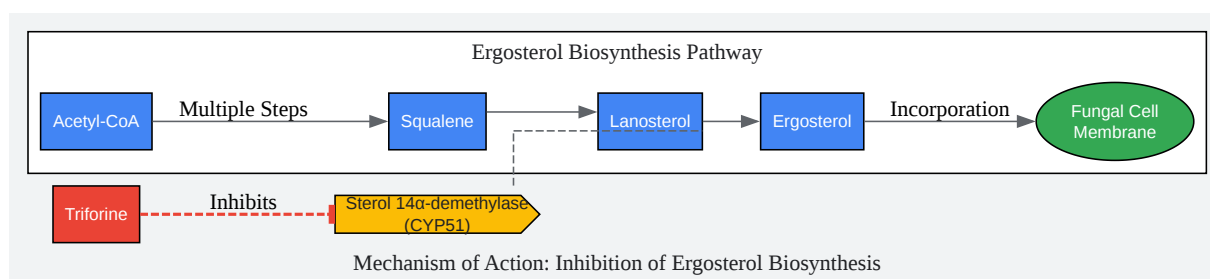 Ergosterol Biosynthesis Pathway
Acetyl-CoA
Multiple Steps
Squalene
Lanosterol
Ergosterol
Incorporation
Fungal Cell
Membrane
Triforine
Inhibits
Sterol 14α-demethylase
(CYP51)
Mechanism of Action: Inhibition of Ergosterol Biosynthesis